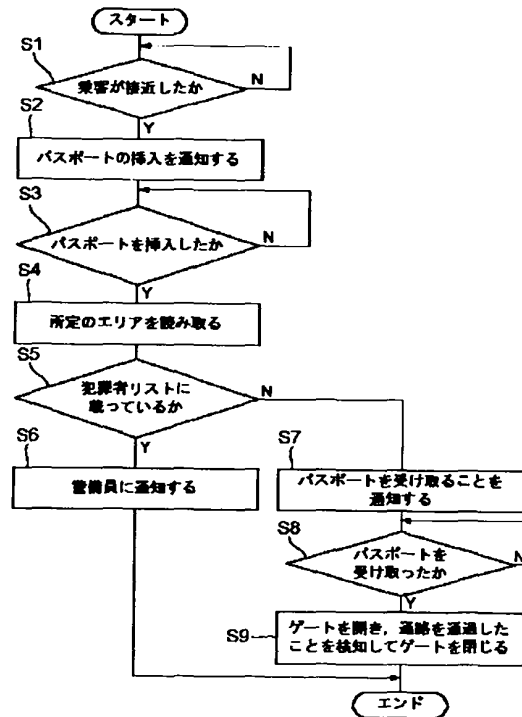 スタート
S1
乗客が接近したか
N
Y
S2
パスポートの挿入を通知する
S3
パスポートを挿入したか
N
Y
S4
所定のエリアを読み取る
S5
犯罪者リストに
載っているか
N
Y
S6
警備員に通知する
S7
パスポートを受け取ることを
通知する
S8
パスポートを
受け取ったか
N
Y
S9
ゲートを開き，通路を通過した
ことを検知してゲートを閉じる
エンド